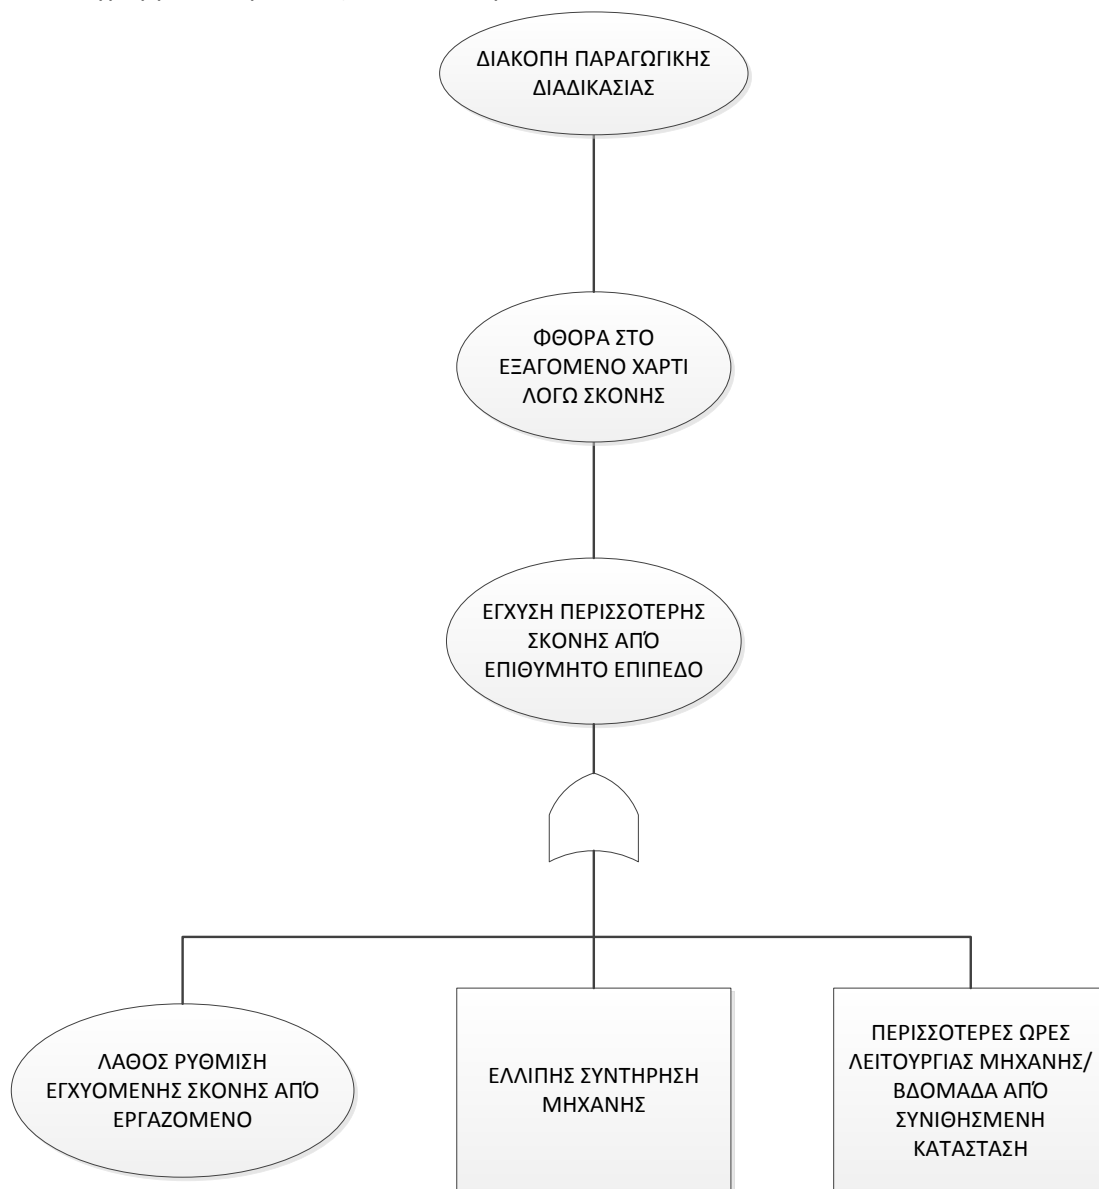 ΔΙΑΚΟΠΗ ΠΑΡΑΓΩΓΙΚΗΣ
ΔΙΑΔΙΚΑΣΙΑΣ
ΦΘΟΡΑ ΣΤΟ
ΕΞΑΓΟΜΕΝΟ ΧΑΡΤΙ
ΛΟΓΩ ΣΚΟΝΗΣ
ΕΓΧΥΣΗ ΠΕΡΙΣΣΟΤΕΡΗΣ
ΣΚΟΝΗΣ ΑΠΌ
ΕΠΙΘΥΜΗΤΟ ΕΠΙΠΕΔΟ
ΛΑΘΟΣ ΡΥΘΜΙΣΗ
ΕΓΧΥΟΜΕΝΗΣ ΣΚΟΝΗΣ ΑΠΌ
ΕΡΓΑΖΟΜΕΝΟ
ΕΛΛΙΠΗΣ ΣΥΝΤΗΡΗΣΗ
ΜΗΧΑΝΗΣ
ΠΕΡΙΣΣΟΤΕΡΕΣ ΩΡΕΣ
ΛΕΙΤΟΥΡΓΙΑΣ ΜΗΧΑΝΗΣ/
ΒΔΟΜΑΔΑ ΑΠΌ
ΣΥΝΙΘΗΣΜΕΝΗ
ΚΑΤΑΣΤΑΣΗ